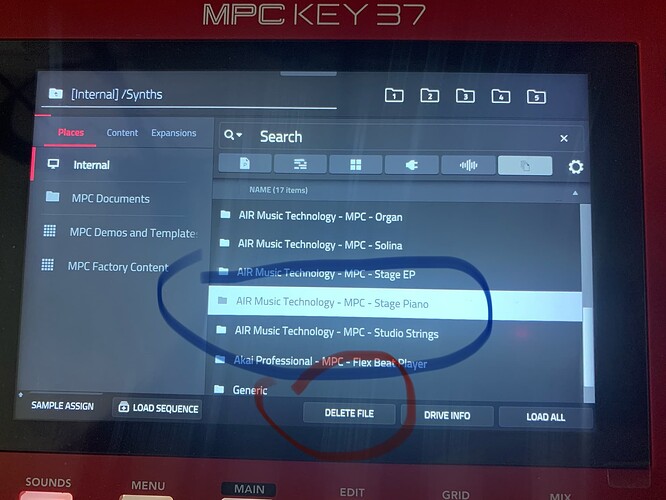 MPC KEY 37
[Internal] /Synths
1 2 3 4 5
Places Content Expansions
Search
Internal
NAME (17 items)
MPC Documents
AIR Music Technology - MPC - Organ
MPC Demos and Template
AIR Music Technology - MPC - Solina
MPC Factory Content
AIR Music Technology - MPC - Stage EP
AIR Music Technology - MPC - Stage Piano
AIR Music Technology - MPC - Studio Strings
Akai Professional - MPC - Flex Beat Player
Generic
SAMPLE ASSIGN LOAD SEQUENCE DELETE FILE DRIVE INFO LOAD ALL
SOUNDS MENU MAIN EDIT GRID MIX